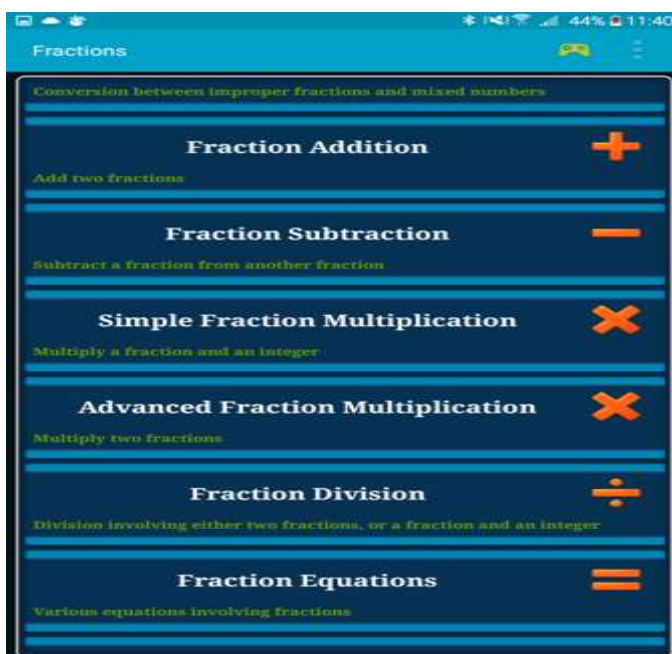 44% 11:40
Fractions
Conversion between improper fractions and mixed numbers
Fraction Addition
Add two fractions
Fraction Subtraction
Subtract a fraction from another fraction
Simple Fraction Multiplication
Multiply a fraction and an integer
Advanced Fraction Multiplication
Multiply two fractions
Fraction Division
Division involving either two fractions, or a fraction and an integer
Fraction Equations
Various equations involving fractions